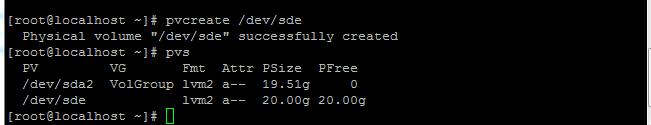 [root@localhost ~]# pvcreate /dev/sde
  Physical volume "/dev/sde" successfully created
[root@localhost ~]# pvs
  PV         VG       Fmt  Attr PSize  PFree
  /dev/sda2  VolGroup lvm2 a--  19.51g     0
  /dev/sde            lvm2 a--  20.00g 20.00g
[root@localhost ~]#